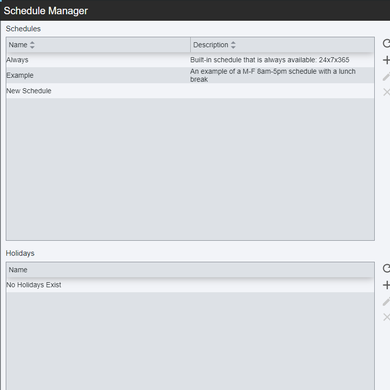 Schedule Manager
Schedules
Name Description
Always Built-in schedule that is always available: 24x7x365
Example An example of a M-F 8am-5pm schedule with a lunch
break
New Schedule
Holidays
Name
No Holidays Exist